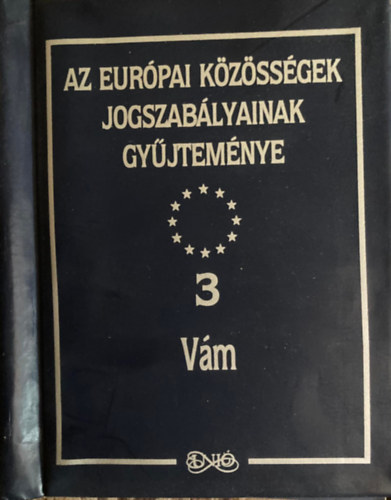 AZ EURÓPAI KÖZÖSSÉGEK
JOGSZABÁLYAINAK
GYŰJTEMÉNYE
3
Vám